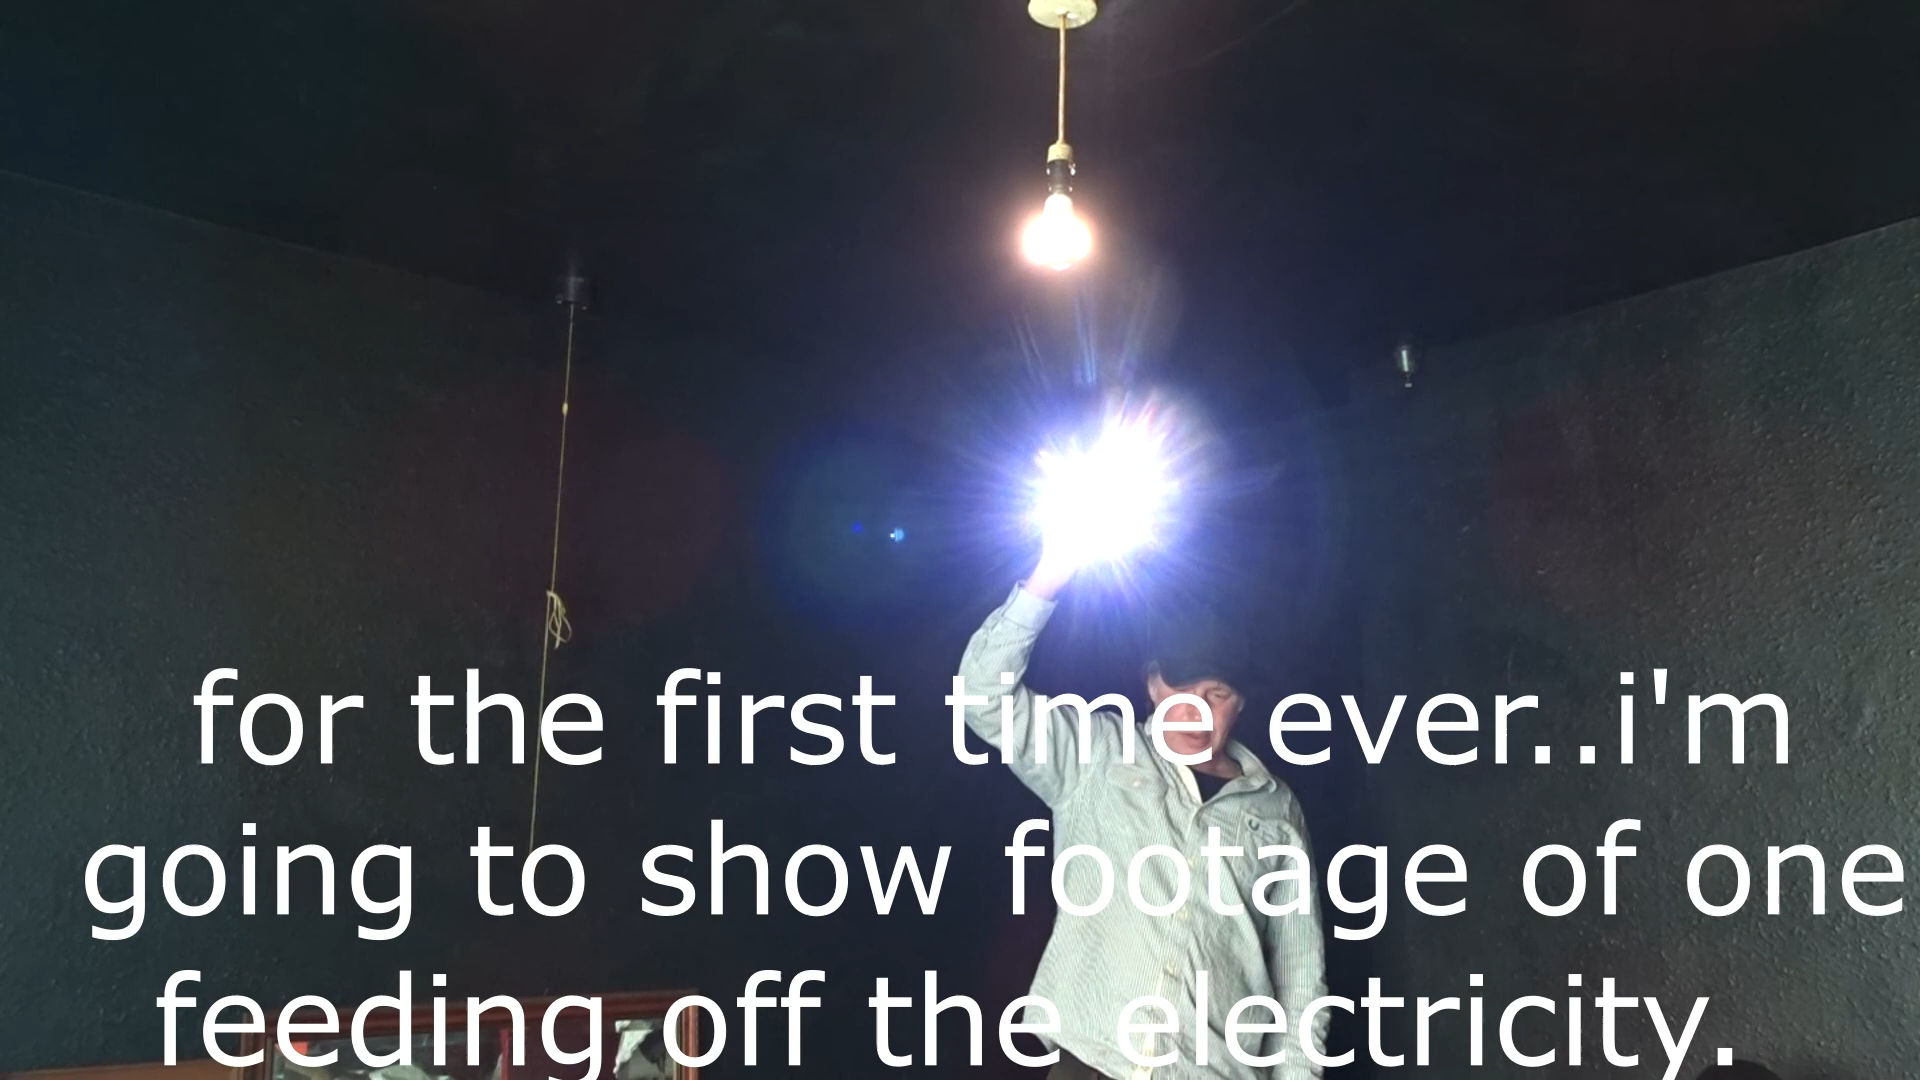 for the first time ever..i'm
going to show footage of one
feeding off the electricity.